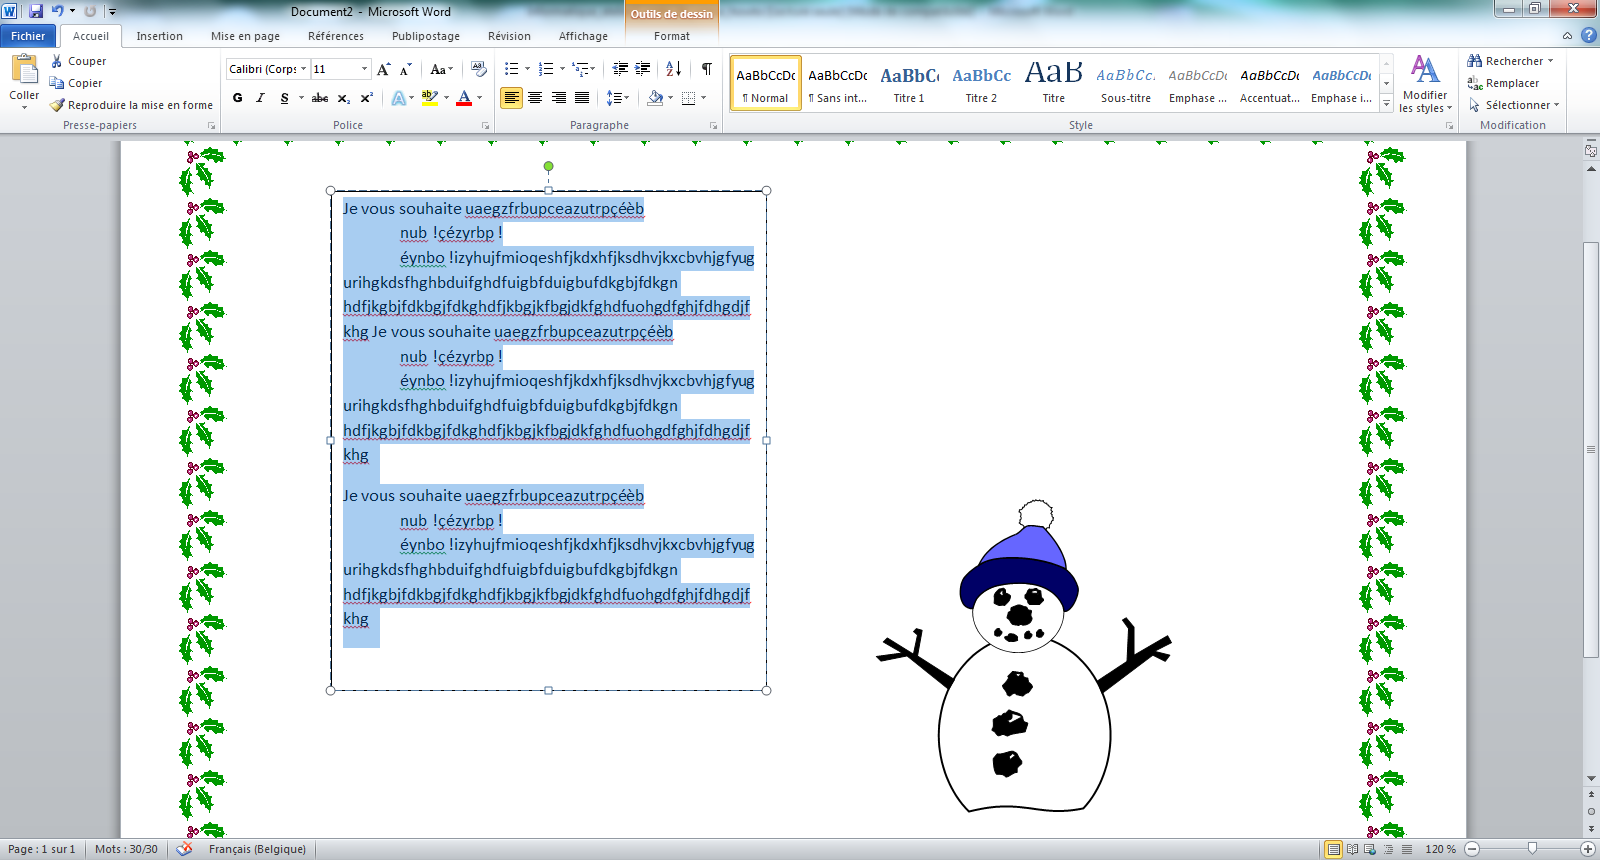 Document2 - Microsoft Word
Outils de dessin
Fichier
Accueil
Insertion
Mise en page
Références
Publipostage
Révision
Affichage
Format
Coller
Couper
Copier
Reproduire la mise en forme
Presse-papiers
Calibri (Corps
11
Aa
G I S abc x₂ x²
Police
Paragraphe
AaBbCcDc
¶ Normal
AaBbCcDc
¶ Sans int...
AaBbC
Titre 1
AaBbCc
Titre 2
AaB
Titre
AaBbCc.
Sous-titre
AaBbCcDc
Emphase ...
AaBbCcDc
Accentuat...
AaBbCcDc
Emphase i...
Modifier
les styles
Style
Rechercher
Remplacer
Sélectionner
Modification
Je vous souhaite uaegzfrbupceazutrpçéèb
nub !çézyrbp !
éynbo !izyhujfmioqeshfjkdxhfjksdhvjkxcbvhjgfyug
urihgkdsfhghbduifghdfuigbfduigbufdkgbjfdkgn
hdfjkgbjfdkbgjfdkghdfjkbgjkfbgjdkfghdfuohgdfghjfdhgdjf
khg Je vous souhaite uaegzfrbupceazutrpçéèb
nub !çézyrbp !
éynbo !izyhujfmioqeshfjkdxhfjksdhvjkxcbvhjgfyug
urihgkdsfhghbduifghdfuigbfduigbufdkgbjfdkgn
hdfjkgbjfdkbgjfdkghdfjkbgjkfbgjdkfghdfuohgdfghjfdhgdjf
khg
Je vous souhaite uaegzfrbupceazutrpçéèb
nub !çézyrbp !
éynbo !izyhujfmioqeshfjkdxhfjksdhvjkxcbvhjgfyug
urihgkdsfhghbduifghdfuigbfduigbufdkgbjfdkgn
hdfjkgbjfdkbgjfdkghdfjkbgjkfbgjdkfghdfuohgdfghjfdhgdjf
khg
Page : 1 sur 1
Mots : 30/30
Français (Belgique)
120 %